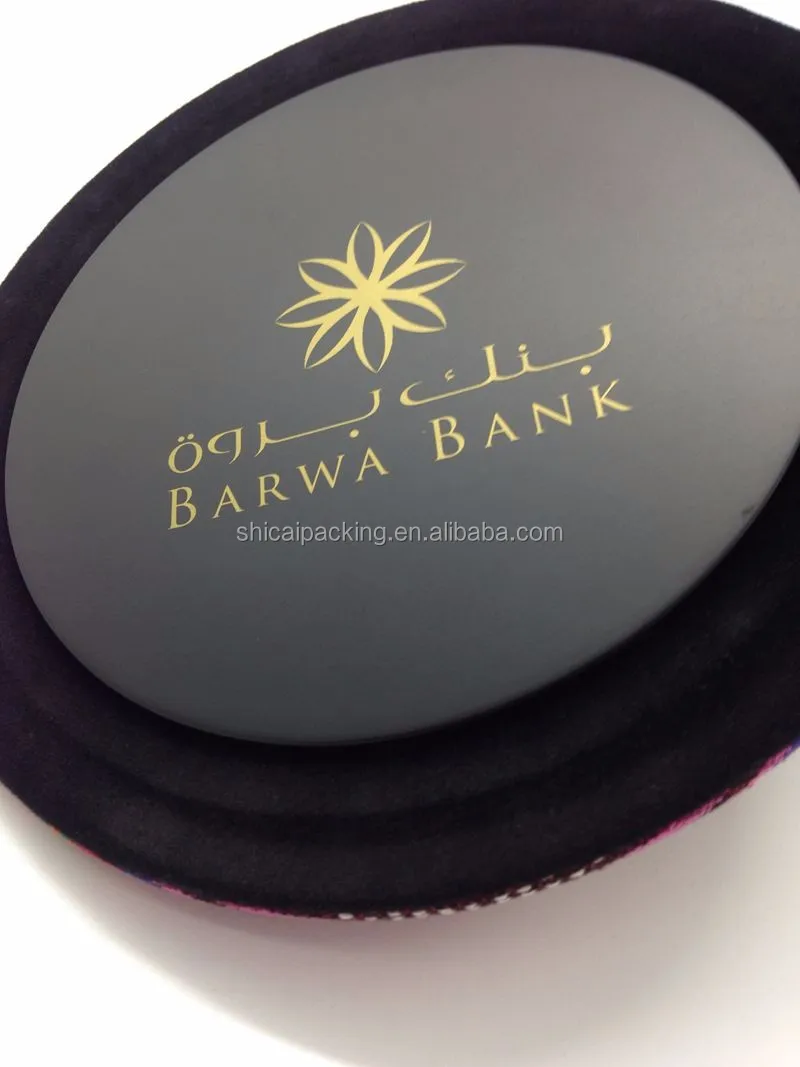 بنك بروة
BARWA BANK
shicaipacking.en.alibaba.com